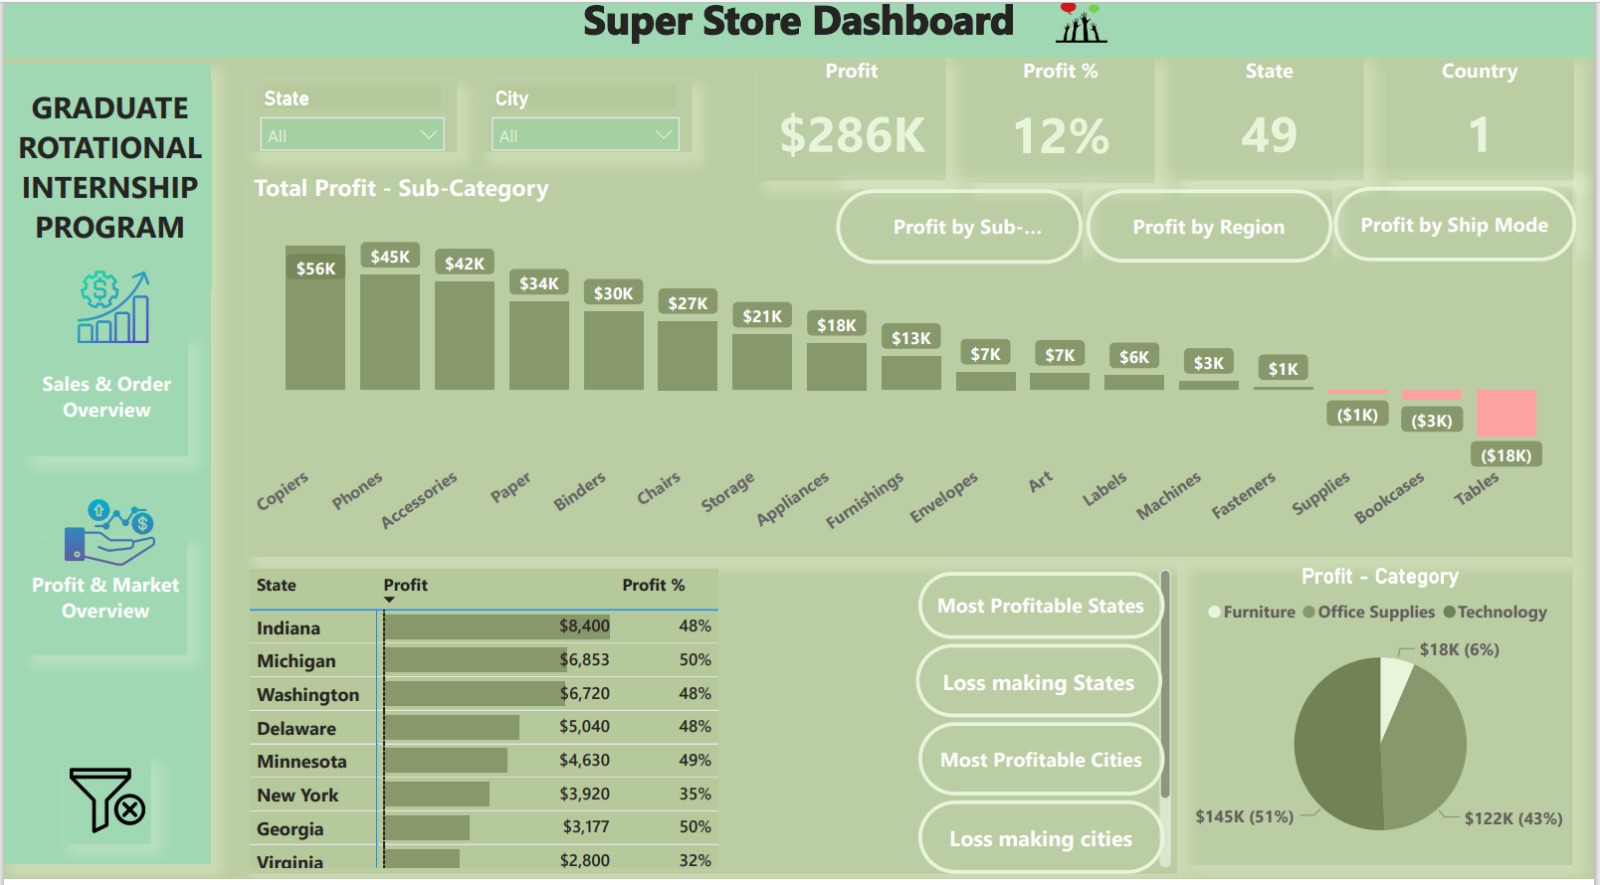 Super Store Dashboard
GRADUATE
ROTATIONAL
INTERNSHIP
PROGRAM
Sales & Order
Overview
Profit & Market
Overview
State
All
City
All
Profit
$286K
Profit %
12%
State
49
Country
1
Total Profit - Sub-Category
Profit by Sub-...
Profit by Region
Profit by Ship Mode
$56K
$45K
$42K
$34K
$30K
$27K
$21K
$18K
$13K
$7K
$7K
$6K
$3K
$1K
($1K)
($3K)
($18K)
Copiers
Phones
Accessories
Paper
Binders
Chairs
Storage
Appliances
Furnishings
Envelopes
Art
Labels
Machines
Fasteners
Supplies
Bookcases
Tables
State Profit Profit %
Indiana $8,400 48%
Michigan $6,853 50%
Washington $6,720 48%
Delaware $5,040 48%
Minnesota $4,630 49%
New York $3,920 35%
Georgia $3,177 50%
Virginia $2,800 32%
Most Profitable States
Loss making States
Most Profitable Cities
Loss making cities
Profit - Category
Furniture Office Supplies Technology
$18K (6%)
$145K (51%)
$122K (43%)